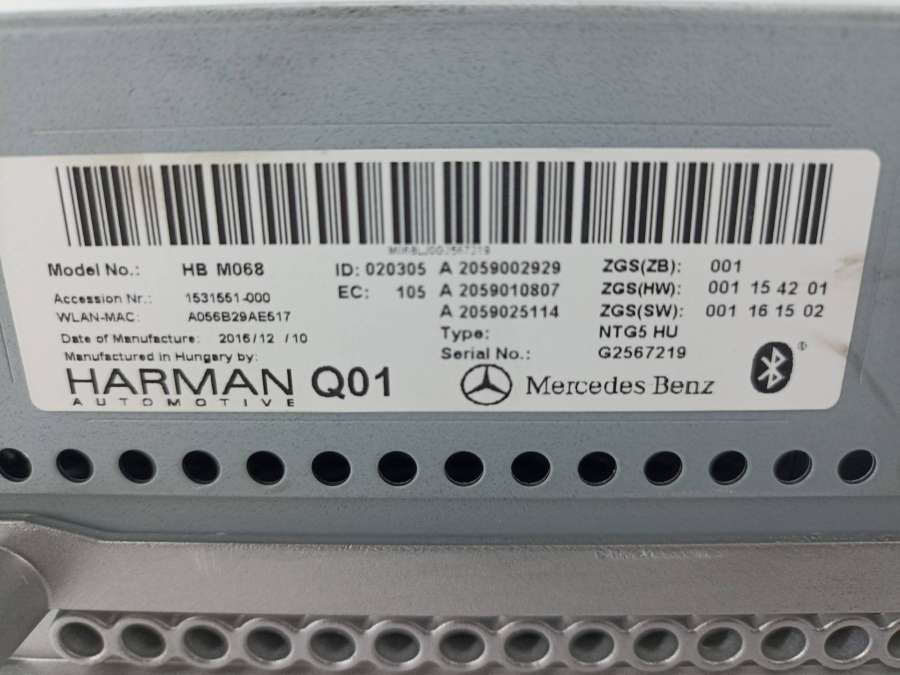 M068LJ0G2567219
Model No.: HB M068 ID: 020305 A 2059002929 ZGS(ZB): 001
EC: 105 A 2059010807 ZGS(HW): 001 15 42 01
Accession Nr.: 1531551-000
WLAN-MAC: A056B29AE517 A 2059025114 ZGS(SW): 001 16 15 02
Date of Manufacture: 2016/12 /10 Type: NTG5 HU
Manufactured in Hungary by: Serial No.: G2567219
HARMAN Q01 Mercedes-Benz
AUTOMOTIVE